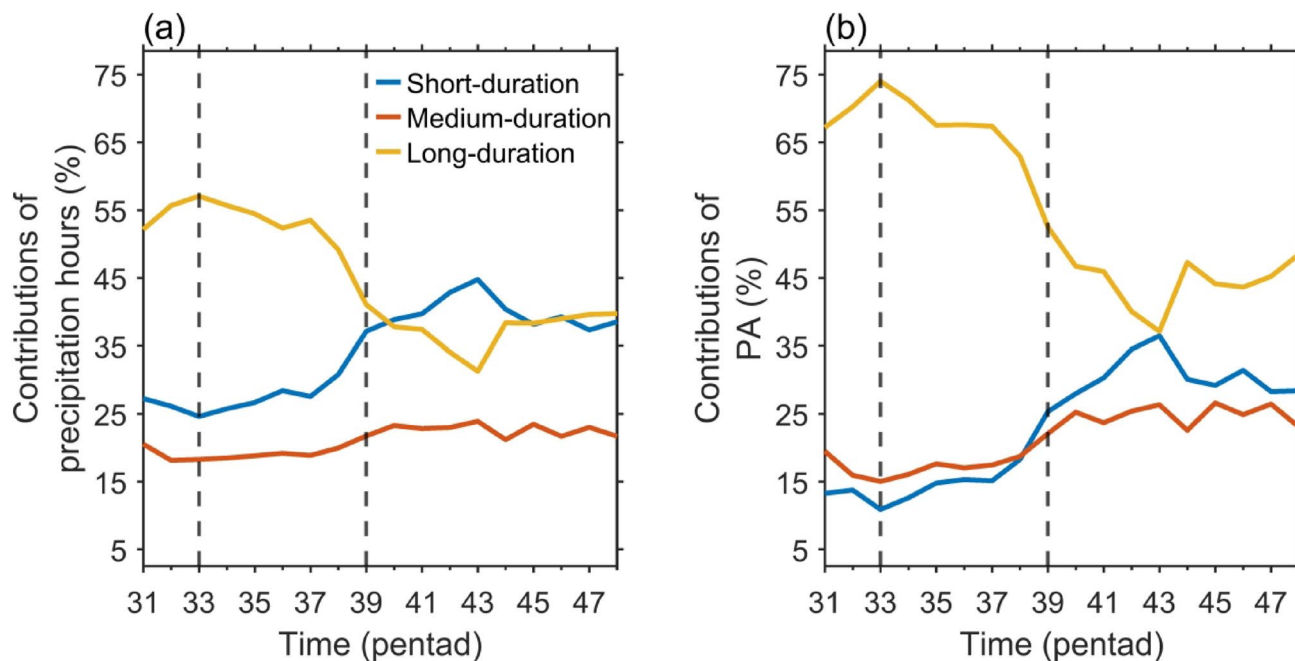 (a)
Contributions of
precipitation hours (%)
75
65
55
45
35
25
15
5
Short-duration
Medium-duration
Long-duration
31 33 35 37 39 41 43 45 47
Time (pentad)
(b)
Contributions of
PA (%)
75
65
55
45
35
25
15
5
31 33 35 37 39 41 43 45 47
Time (pentad)